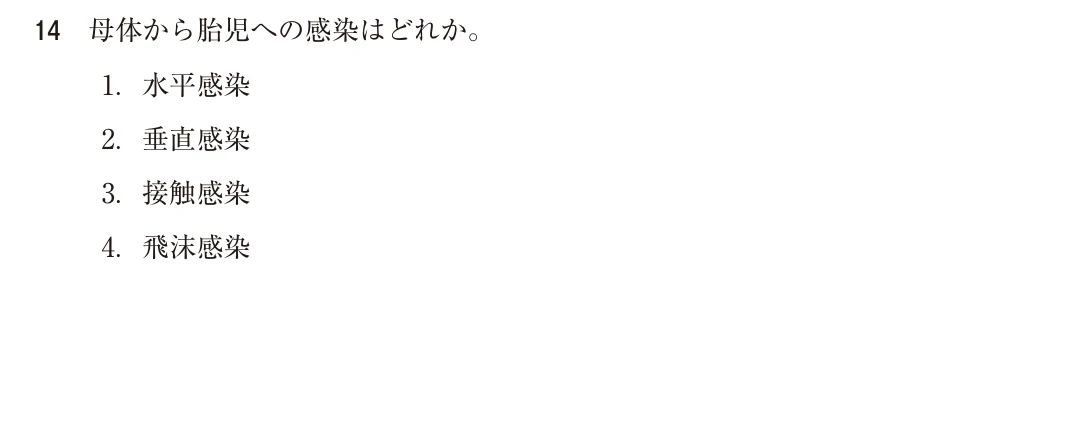 14 母体から胎児への感染はどれか。
1. 水平感染
2. 垂直感染
3. 接触感染
4. 飛沫感染